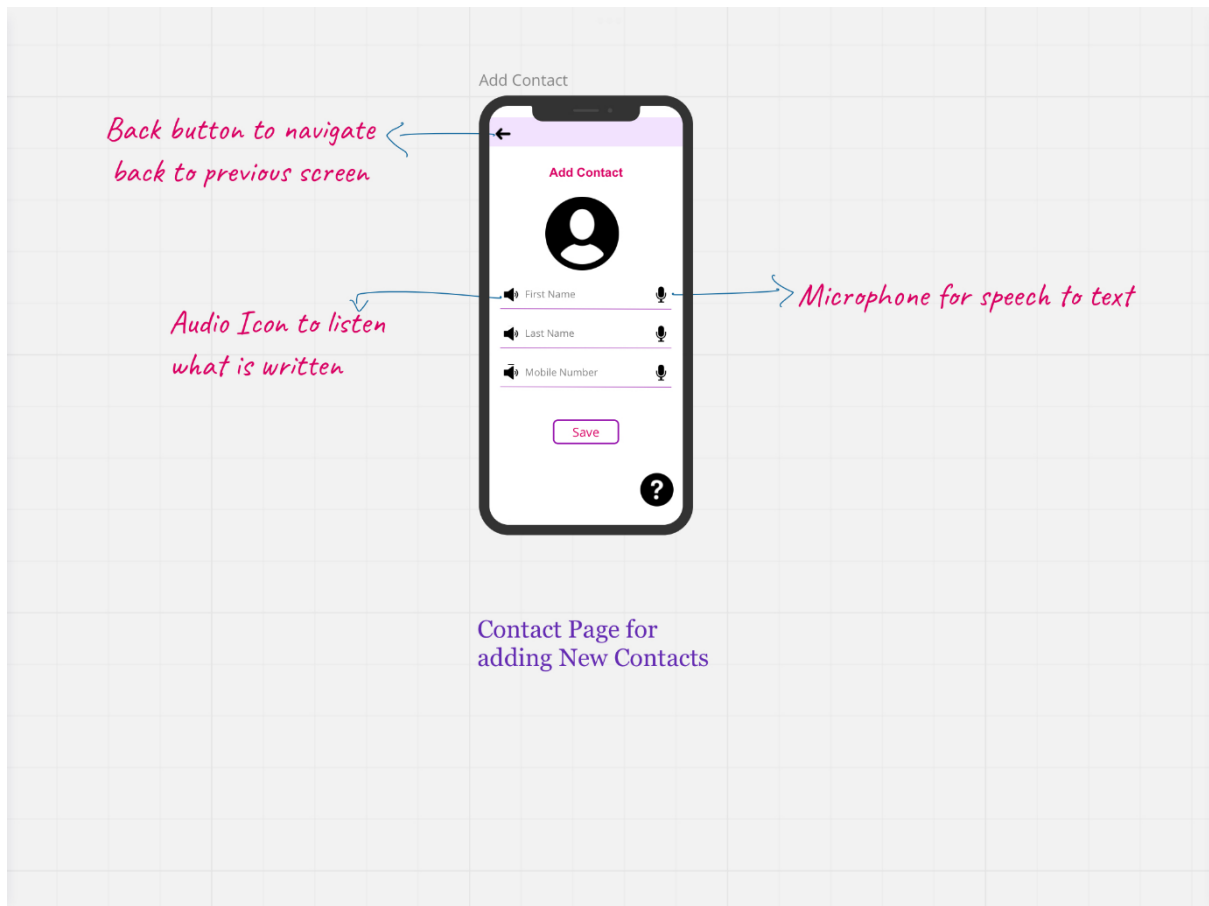 Add Contact
Back button to navigate
back to previous screen
Add Contact
First Name
Microphone for speech to text
Audio Icon to listen
what is written
Last Name
Mobile Number
Save
?
Contact Page for
adding New Contacts